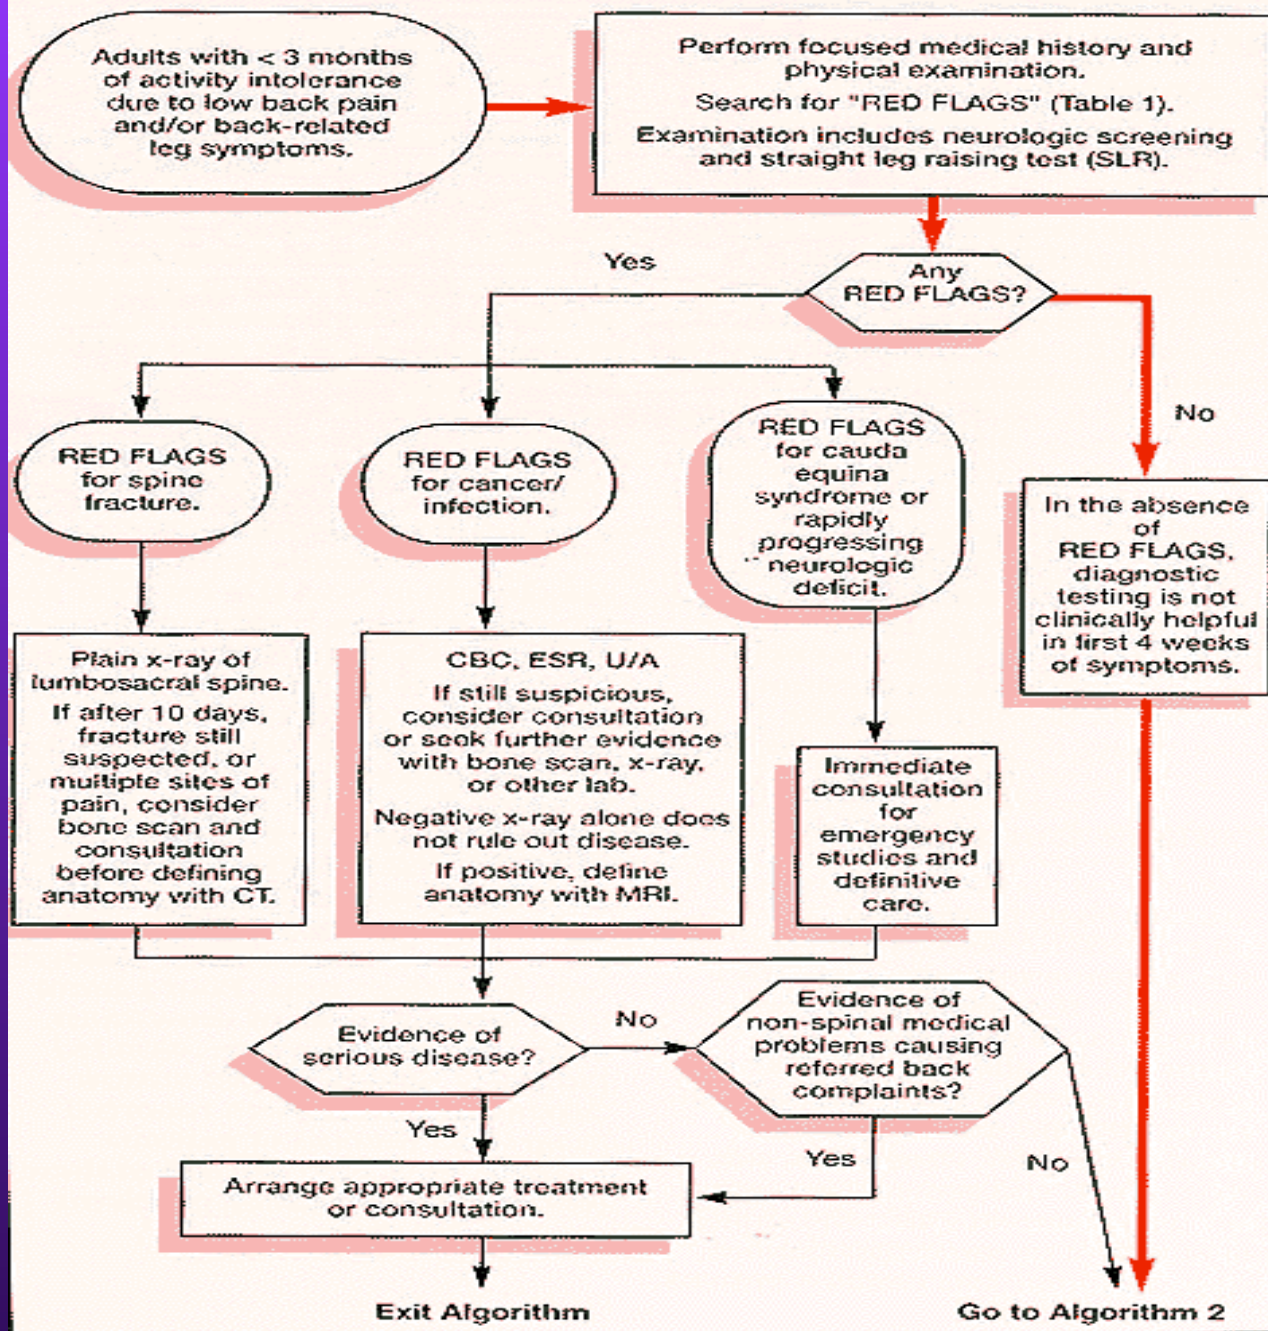 Adults with < 3 months
of activity intolerance
due to low back pain
and/or back-related
leg symptoms.
Perform focused medical history and
physical examination.
Search for "RED FLAGS" (Table 1).
Examination includes neurologic screening
and straight leg raising test (SLR).
Any
RED FLAGS?
Yes
No
RED FLAGS
for spine
fracture.
RED FLAGS
for cancer/
infection.
RED FLAGS
for cauda
equina
syndrome or
rapidly
progressing
neurologic
deficit.
In the absence
of
RED FLAGS,
diagnostic
testing is not
clinically helpful
in first 4 weeks
of symptoms.
Plain x-ray of
lumbosacral spine.
If after 10 days,
fracture still
suspected, or
multiple sites of
pain, consider
bone scan and
consultation
before defining
anatomy with CT.
CBC, ESR, U/A
If still suspicious,
consider consultation
or seek further evidence
with bone scan, x-ray,
or other lab.
Negative x-ray alone does
not rule out disease.
If positive, define
anatomy with MRI.
Immediate
consultation
for
emergency
studies and
definitive
care.
Evidence of
serious disease?
No
Evidence of
non-spinal medical
problems causing
referred back
complaints?
Yes
Yes
No
Arrange appropriate treatment
or consultation.
Exit Algorithm
Go to Algorithm 2